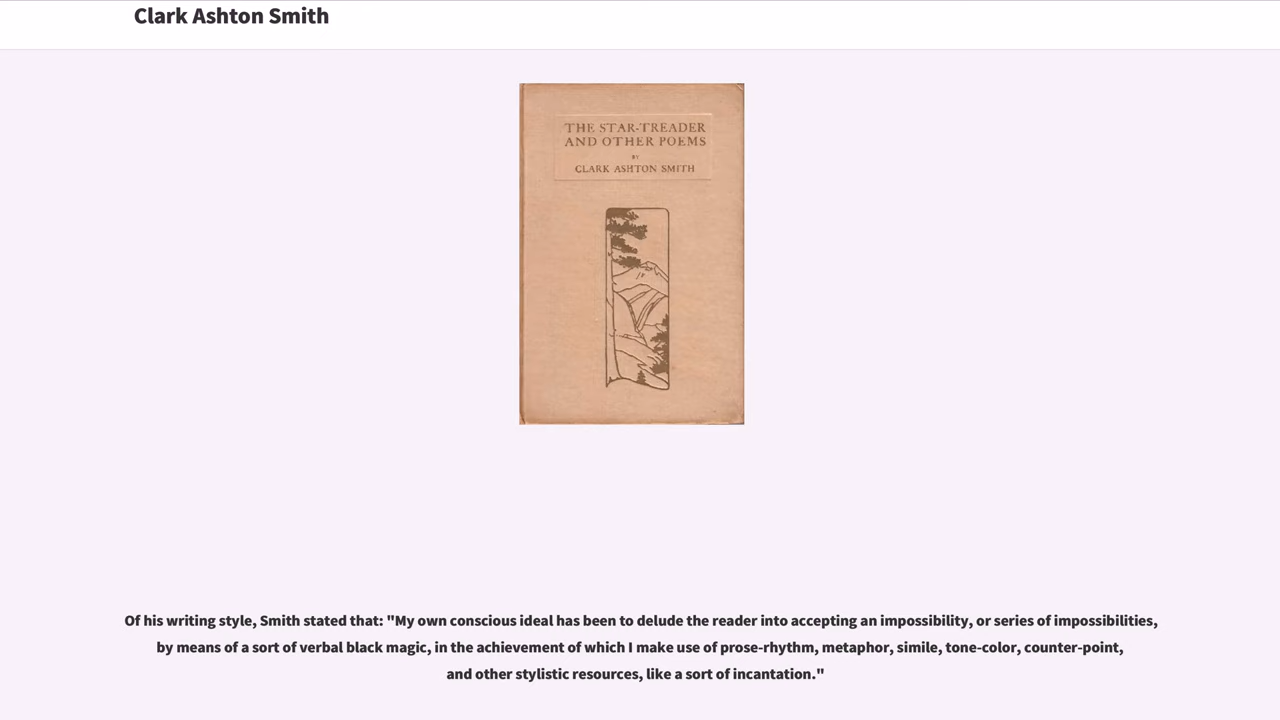 Clark Ashton Smith
THE STAR-TREADER
AND OTHER POEMS
BY
CLARK ASHTON SMITH
Of his writing style, Smith stated that: "My own conscious ideal has been to delude the reader into accepting an impossibility, or series of impossibilities,
by means of a sort of verbal black magic, in the achievement of which I make use of prose-rhythm, metaphor, simile, tone-color, counter-point,
and other stylistic resources, like a sort of incantation."